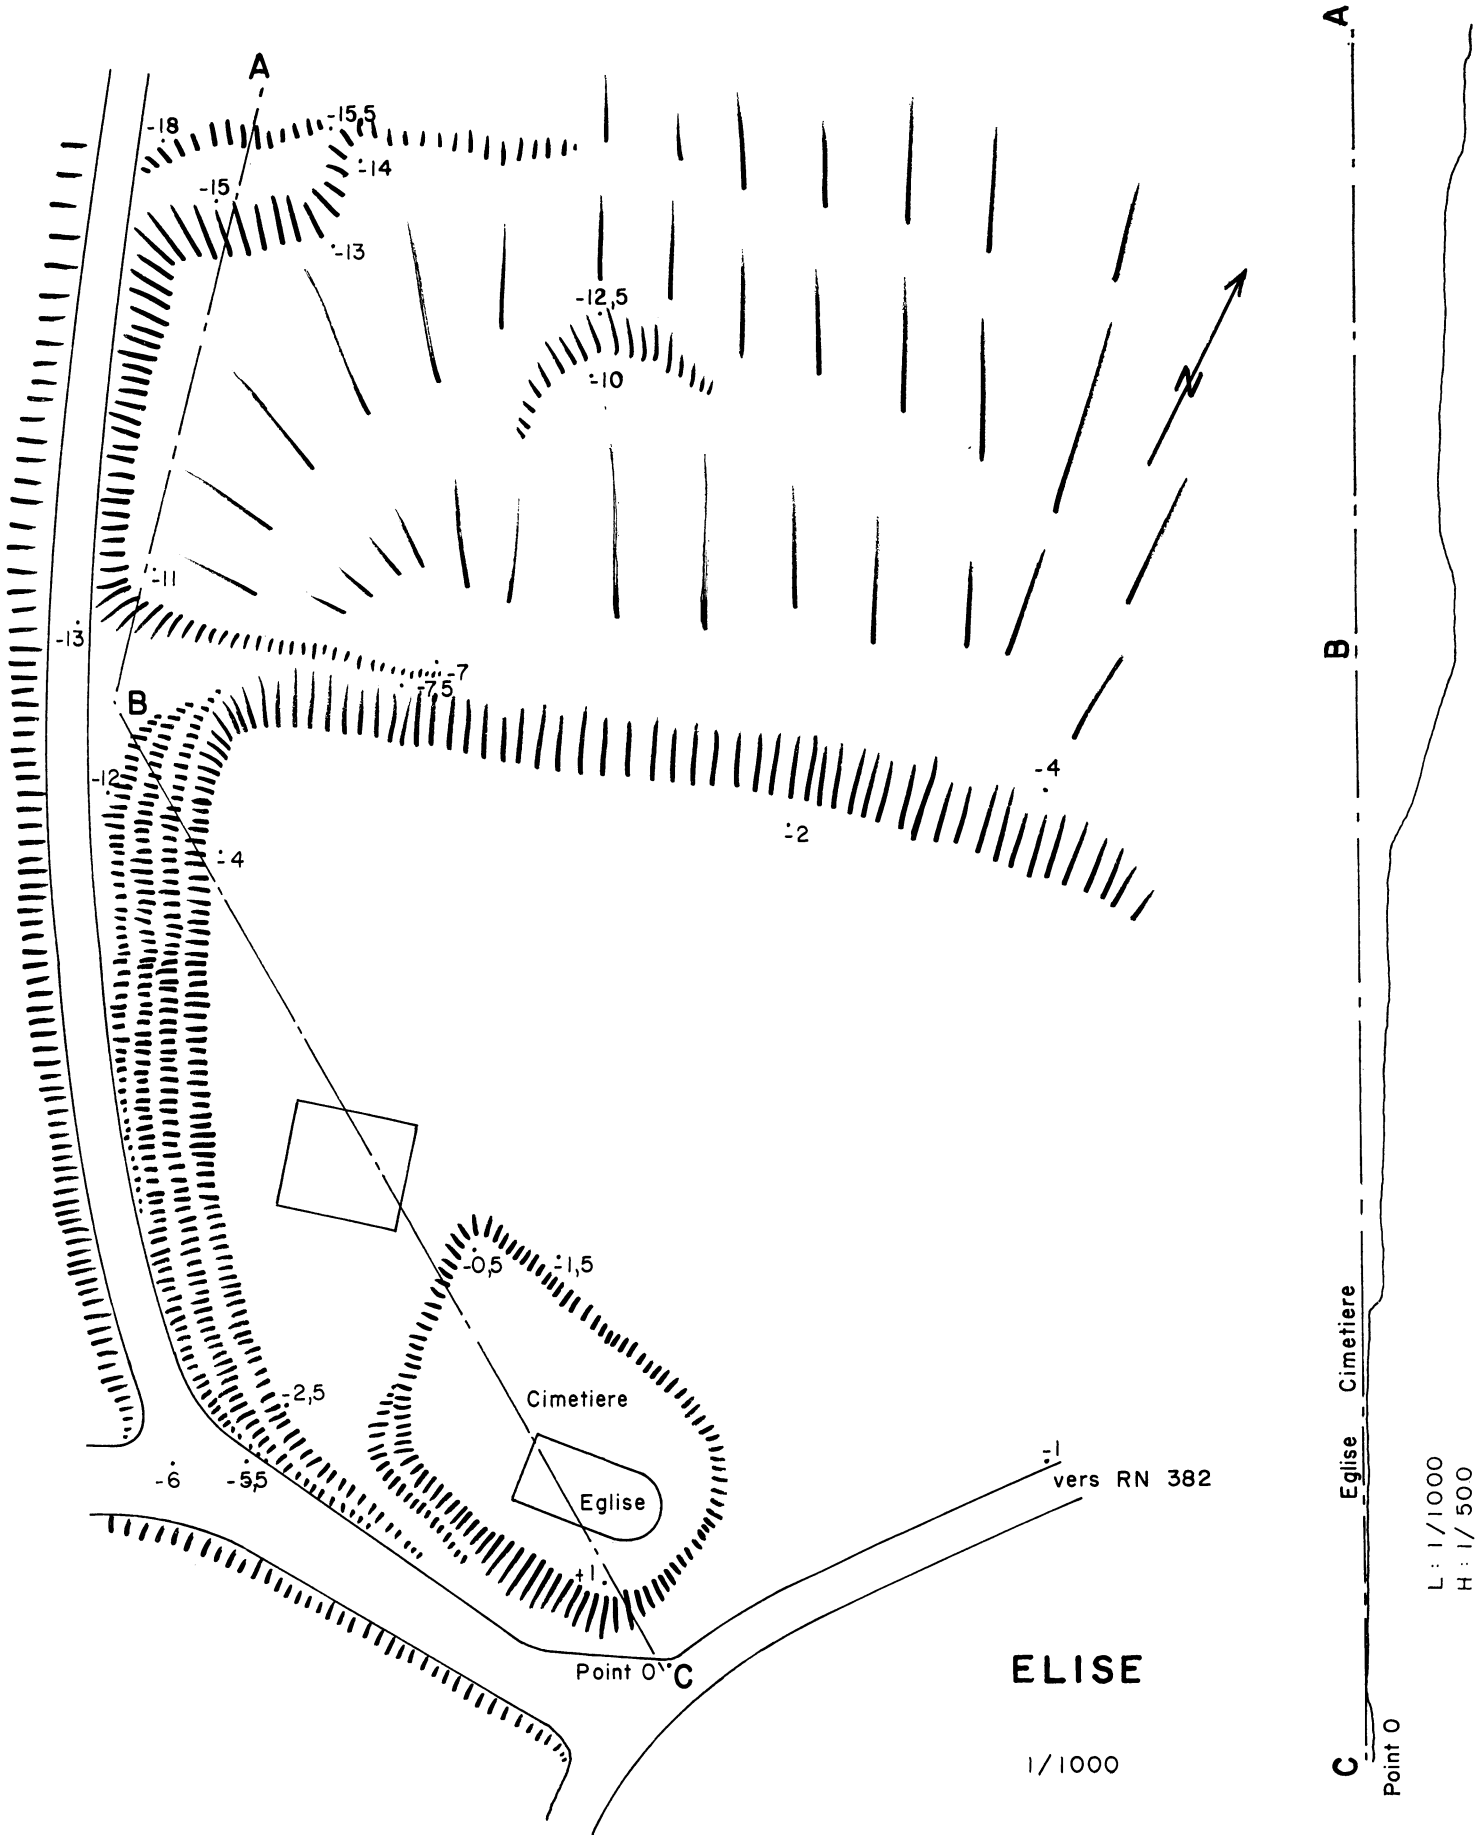 A
-18
-15,5
-14
-15
-13
-12,5
-10
N
-11
-13
-7
-7,5
B
-12
-4
-4
-2
-0,5
-1,5
-2,5
Cimetiere
-6
-5,5
Eglise
+1
-1
vers RN 382
Point O
C
ELISE
1/1000
A
B
Eglise Cimetiere
C
Point O
L : 1/1000
H : 1/500